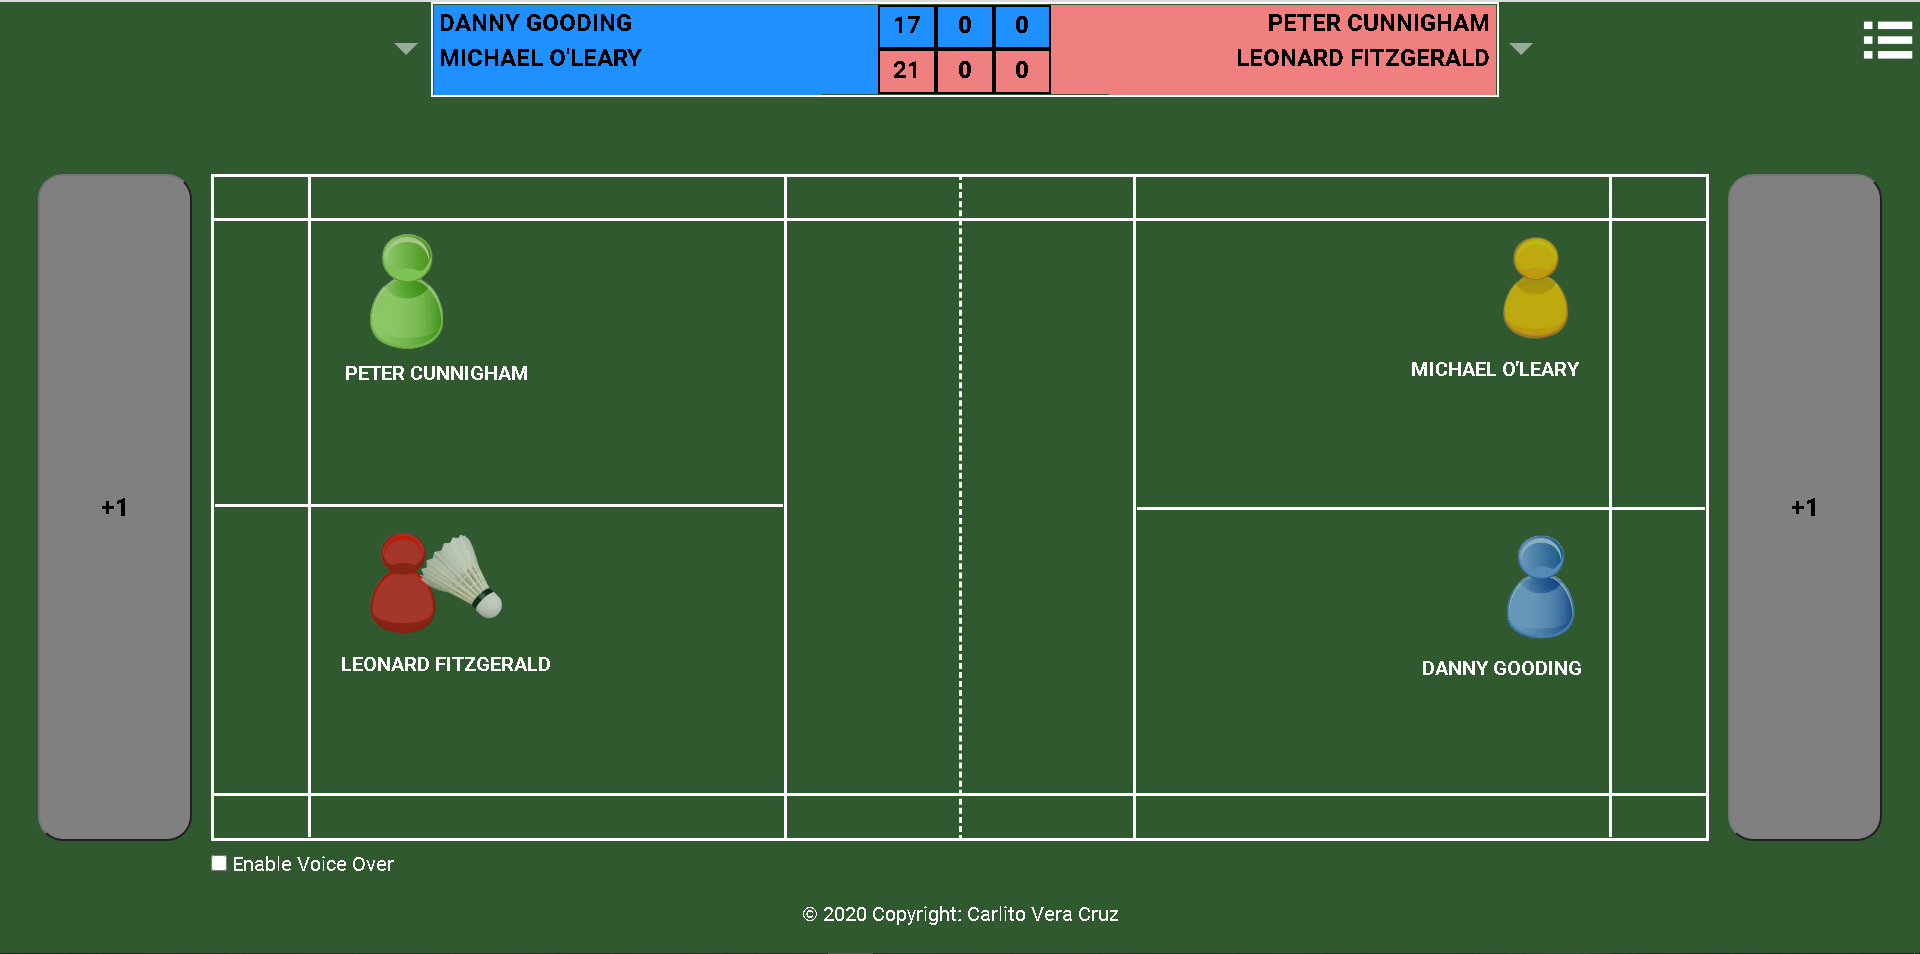 DANNY GOODING
MICHAEL O'LEARY
17 0 0
21 0 0
PETER CUNNIGHAM
LEONARD FITZGERALD
+1
PETER CUNNIGHAM
MICHAEL O'LEARY
LEONARD FITZGERALD
DANNY GOODING
+1
Enable Voice Over
© 2020 Copyright: Carlito Vera Cruz